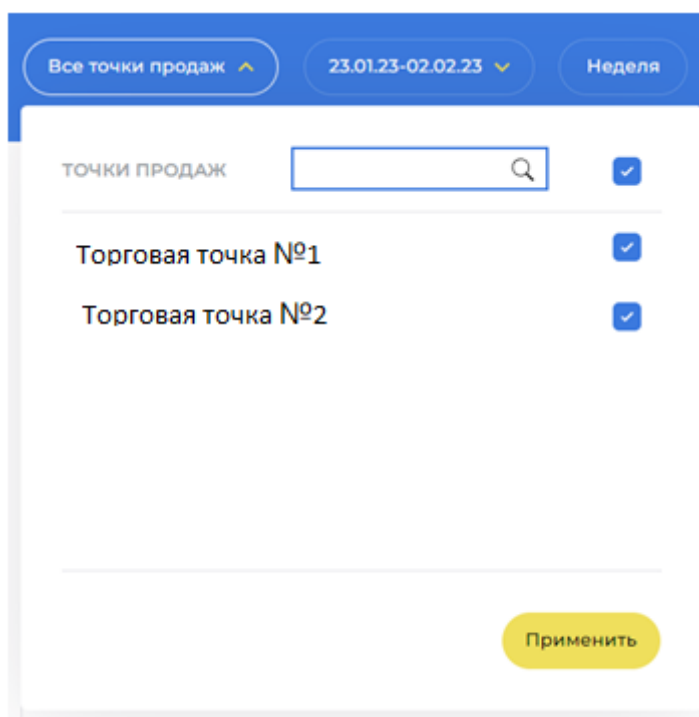 Все точки продаж 23.01.23-02.02.23 Неделя
ТОЧКИ ПРОДАЖ
Торговая точка №1
Торговая точка №2
Применить